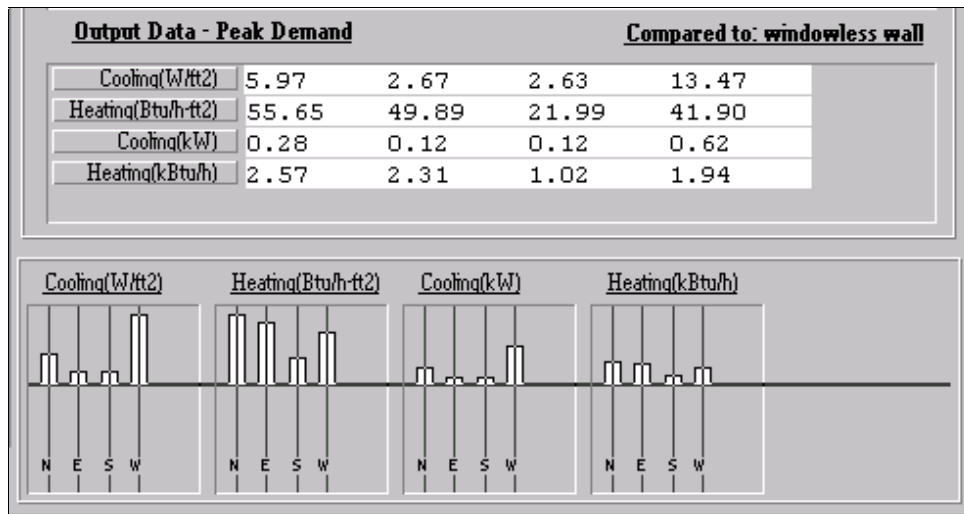 Output Data - Peak Demand Compared to: windowless wall
Cooling(W/ft2) 5.97 2.67 2.63 13.47
Heating(Btu/h-ft2) 55.65 49.89 21.99 41.90
Cooling(kW) 0.28 0.12 0.12 0.62
Heating(kBtu/h) 2.57 2.31 1.02 1.94
Cooling(W/ft2) Heating(Btu/h-ft2) Cooling(kW) Heating(kBtu/h)
N E S W N E S W N E S W N E S W